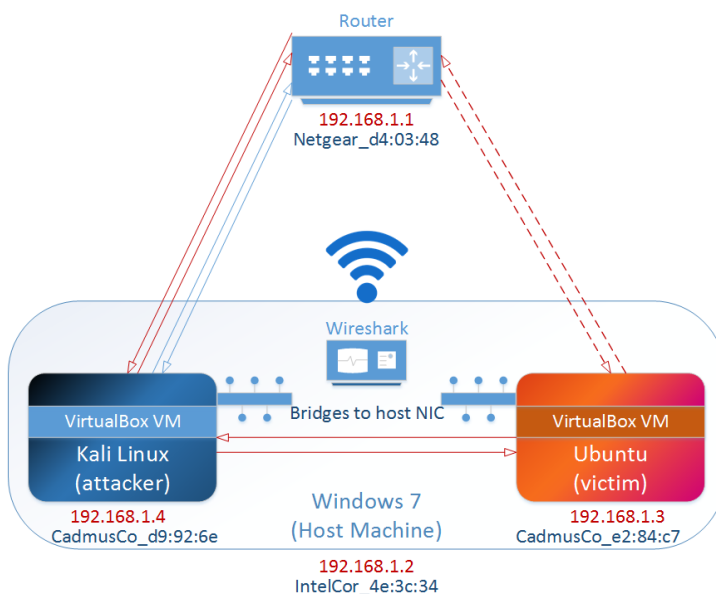 Router
192.168.1.1
Netgear_d4:03:48
Wireshark
Bridges to host NIC
VirtualBox VM
Kali Linux
(attacker)
192.168.1.4
CadmusCo_d9:92:6e
VirtualBox VM
Ubuntu
(victim)
192.168.1.3
CadmusCo_e2:84:c7
Windows 7
(Host Machine)
192.168.1.2
IntelCor_4e:3c:34